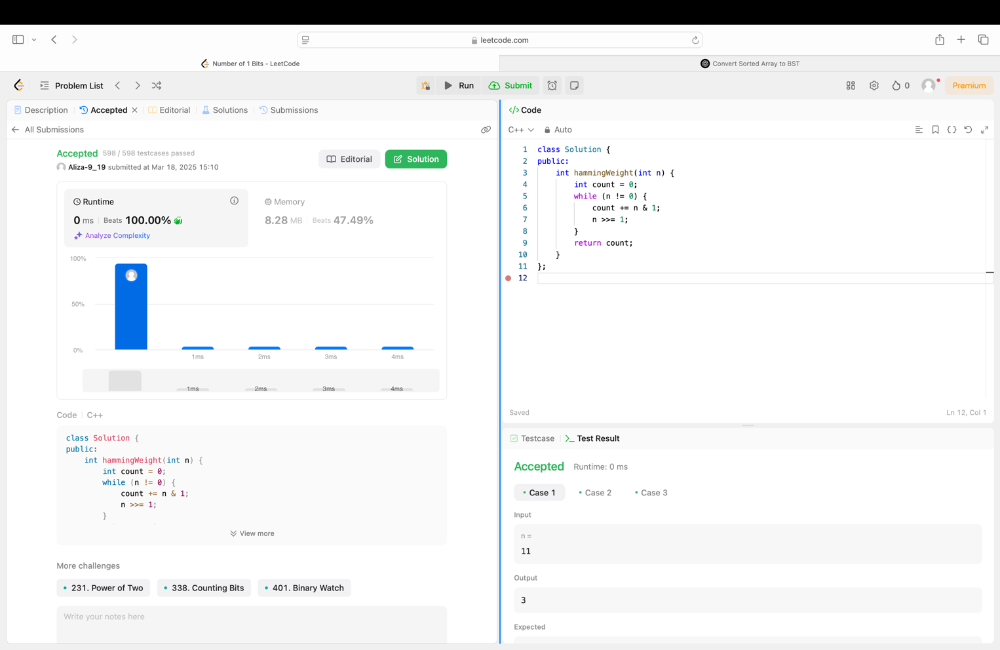 leetcode.com
Number of 1 Bits - LeetCode
Convert Sorted Array to BST
Problem List
Run
Submit
0
Premium
Description
Accepted
Editorial
Solutions
Submissions
All Submissions
Accepted 598 / 598 testcases passed
Aliza-9_19 submitted at Mar 18, 2025 15:10
Editorial
Solution
Runtime
0 ms | Beats 100.00%
Analyze Complexity
Memory
8.28 MB | Beats 47.49%
100%
50%
0%
1ms 2ms 3ms 4ms
1ms 2ms 3ms 4ms
Code | C++
class Solution {
public:
    int hammingWeight(int n) {
        int count = 0;
        while (n != 0) {
            count += n & 1;
            n >>= 1;
        }
View more
More challenges
231. Power of Two
338. Counting Bits
401. Binary Watch
Write your notes here
</> Code
C++
Auto
1 class Solution {
2 public:
3     int hammingWeight(int n) {
4         int count = 0;
5         while (n != 0) {
6             count += n & 1;
7             n >>= 1;
8         }
9         return count;
10     }
11 };
12
Saved
Ln 12, Col 1
Testcase
Test Result
Accepted Runtime: 0 ms
Case 1
Case 2
Case 3
Input
n =
11
Output
3
Expected